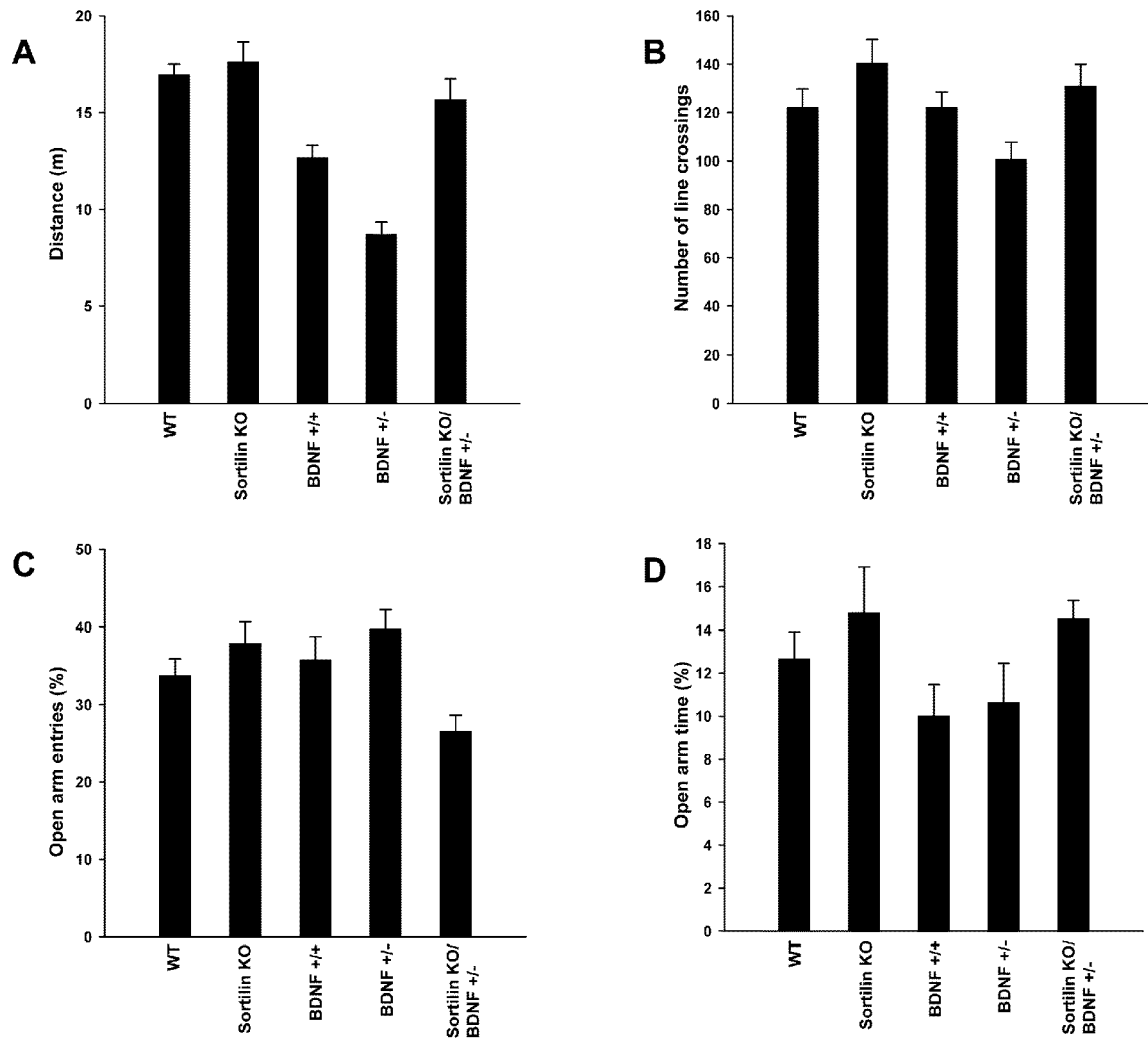 A
Distance (m)
20
15
10
5
0
WT
Sortilin KO
BDNF +/+
BDNF +/-
Sortilin KO/
BDNF +/-
B
Number of line crossings
160
140
120
100
80
60
40
20
0
WT
Sortilin KO
BDNF +/+
BDNF +/-
Sortilin KO/
BDNF +/-
C
Open arm entries (%)
50
40
30
20
10
0
WT
Sortilin KO
BDNF +/+
BDNF +/-
Sortilin KO/
BDNF +/-
D
Open arm time (%)
18
16
14
12
10
8
6
4
2
0
WT
Sortilin KO
BDNF +/+
BDNF +/-
Sortilin KO/
BDNF +/-